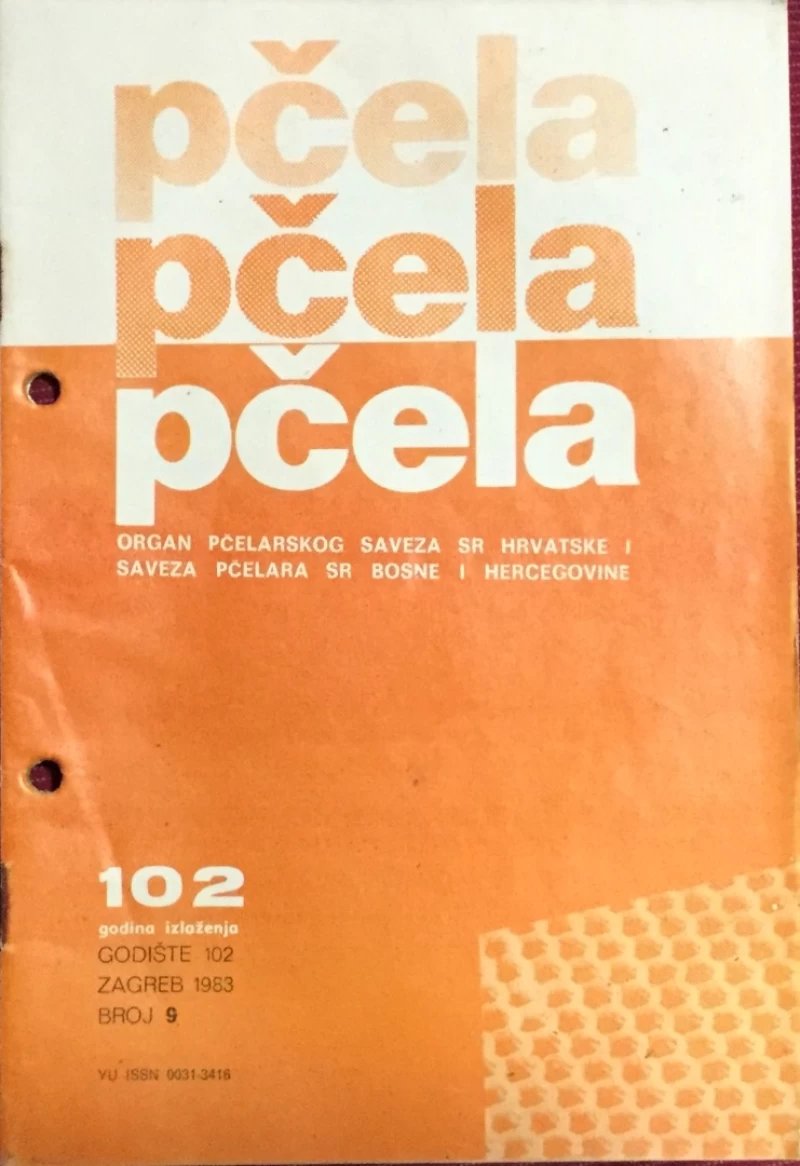 pčela
pčela
pčela
ORGAN PČELARSKOG SAVEZA SR HRVATSKE I
SAVEZA PČELARA SR BOSNE I HERCEGOVINE
102
godina izlaženja
GODIŠTE 102
ZAGREB 1983
BROJ 9
YU ISSN 0031-3416